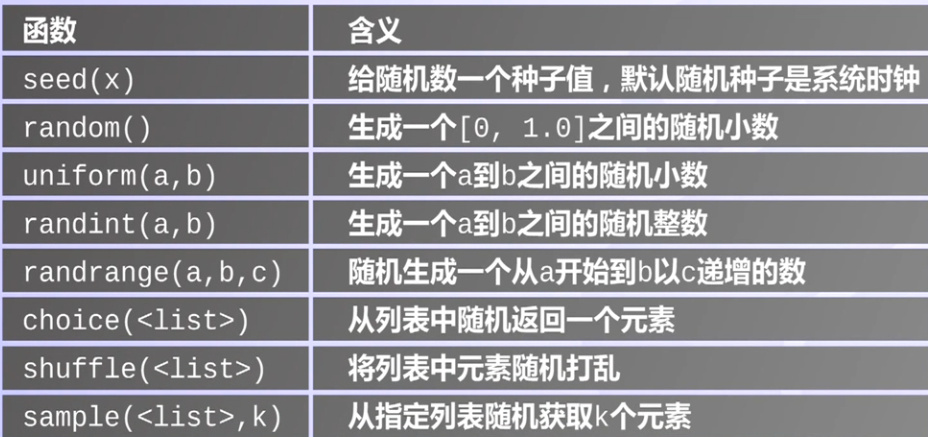 函数 含义
seed(x) 给随机数一个种子值，默认随机种子是系统时钟
random() 生成一个[0, 1.0]之间的随机小数
uniform(a,b) 生成一个a到b之间的随机小数
randint(a,b) 生成一个a到b之间的随机整数
randrange(a,b,c) 随机生成一个从a开始到b以c递增的数
choice(<list>) 从列表中随机返回一个元素
shuffle(<list>) 将列表中元素随机打乱
sample(<list>,k) 从指定列表随机获取k个元素